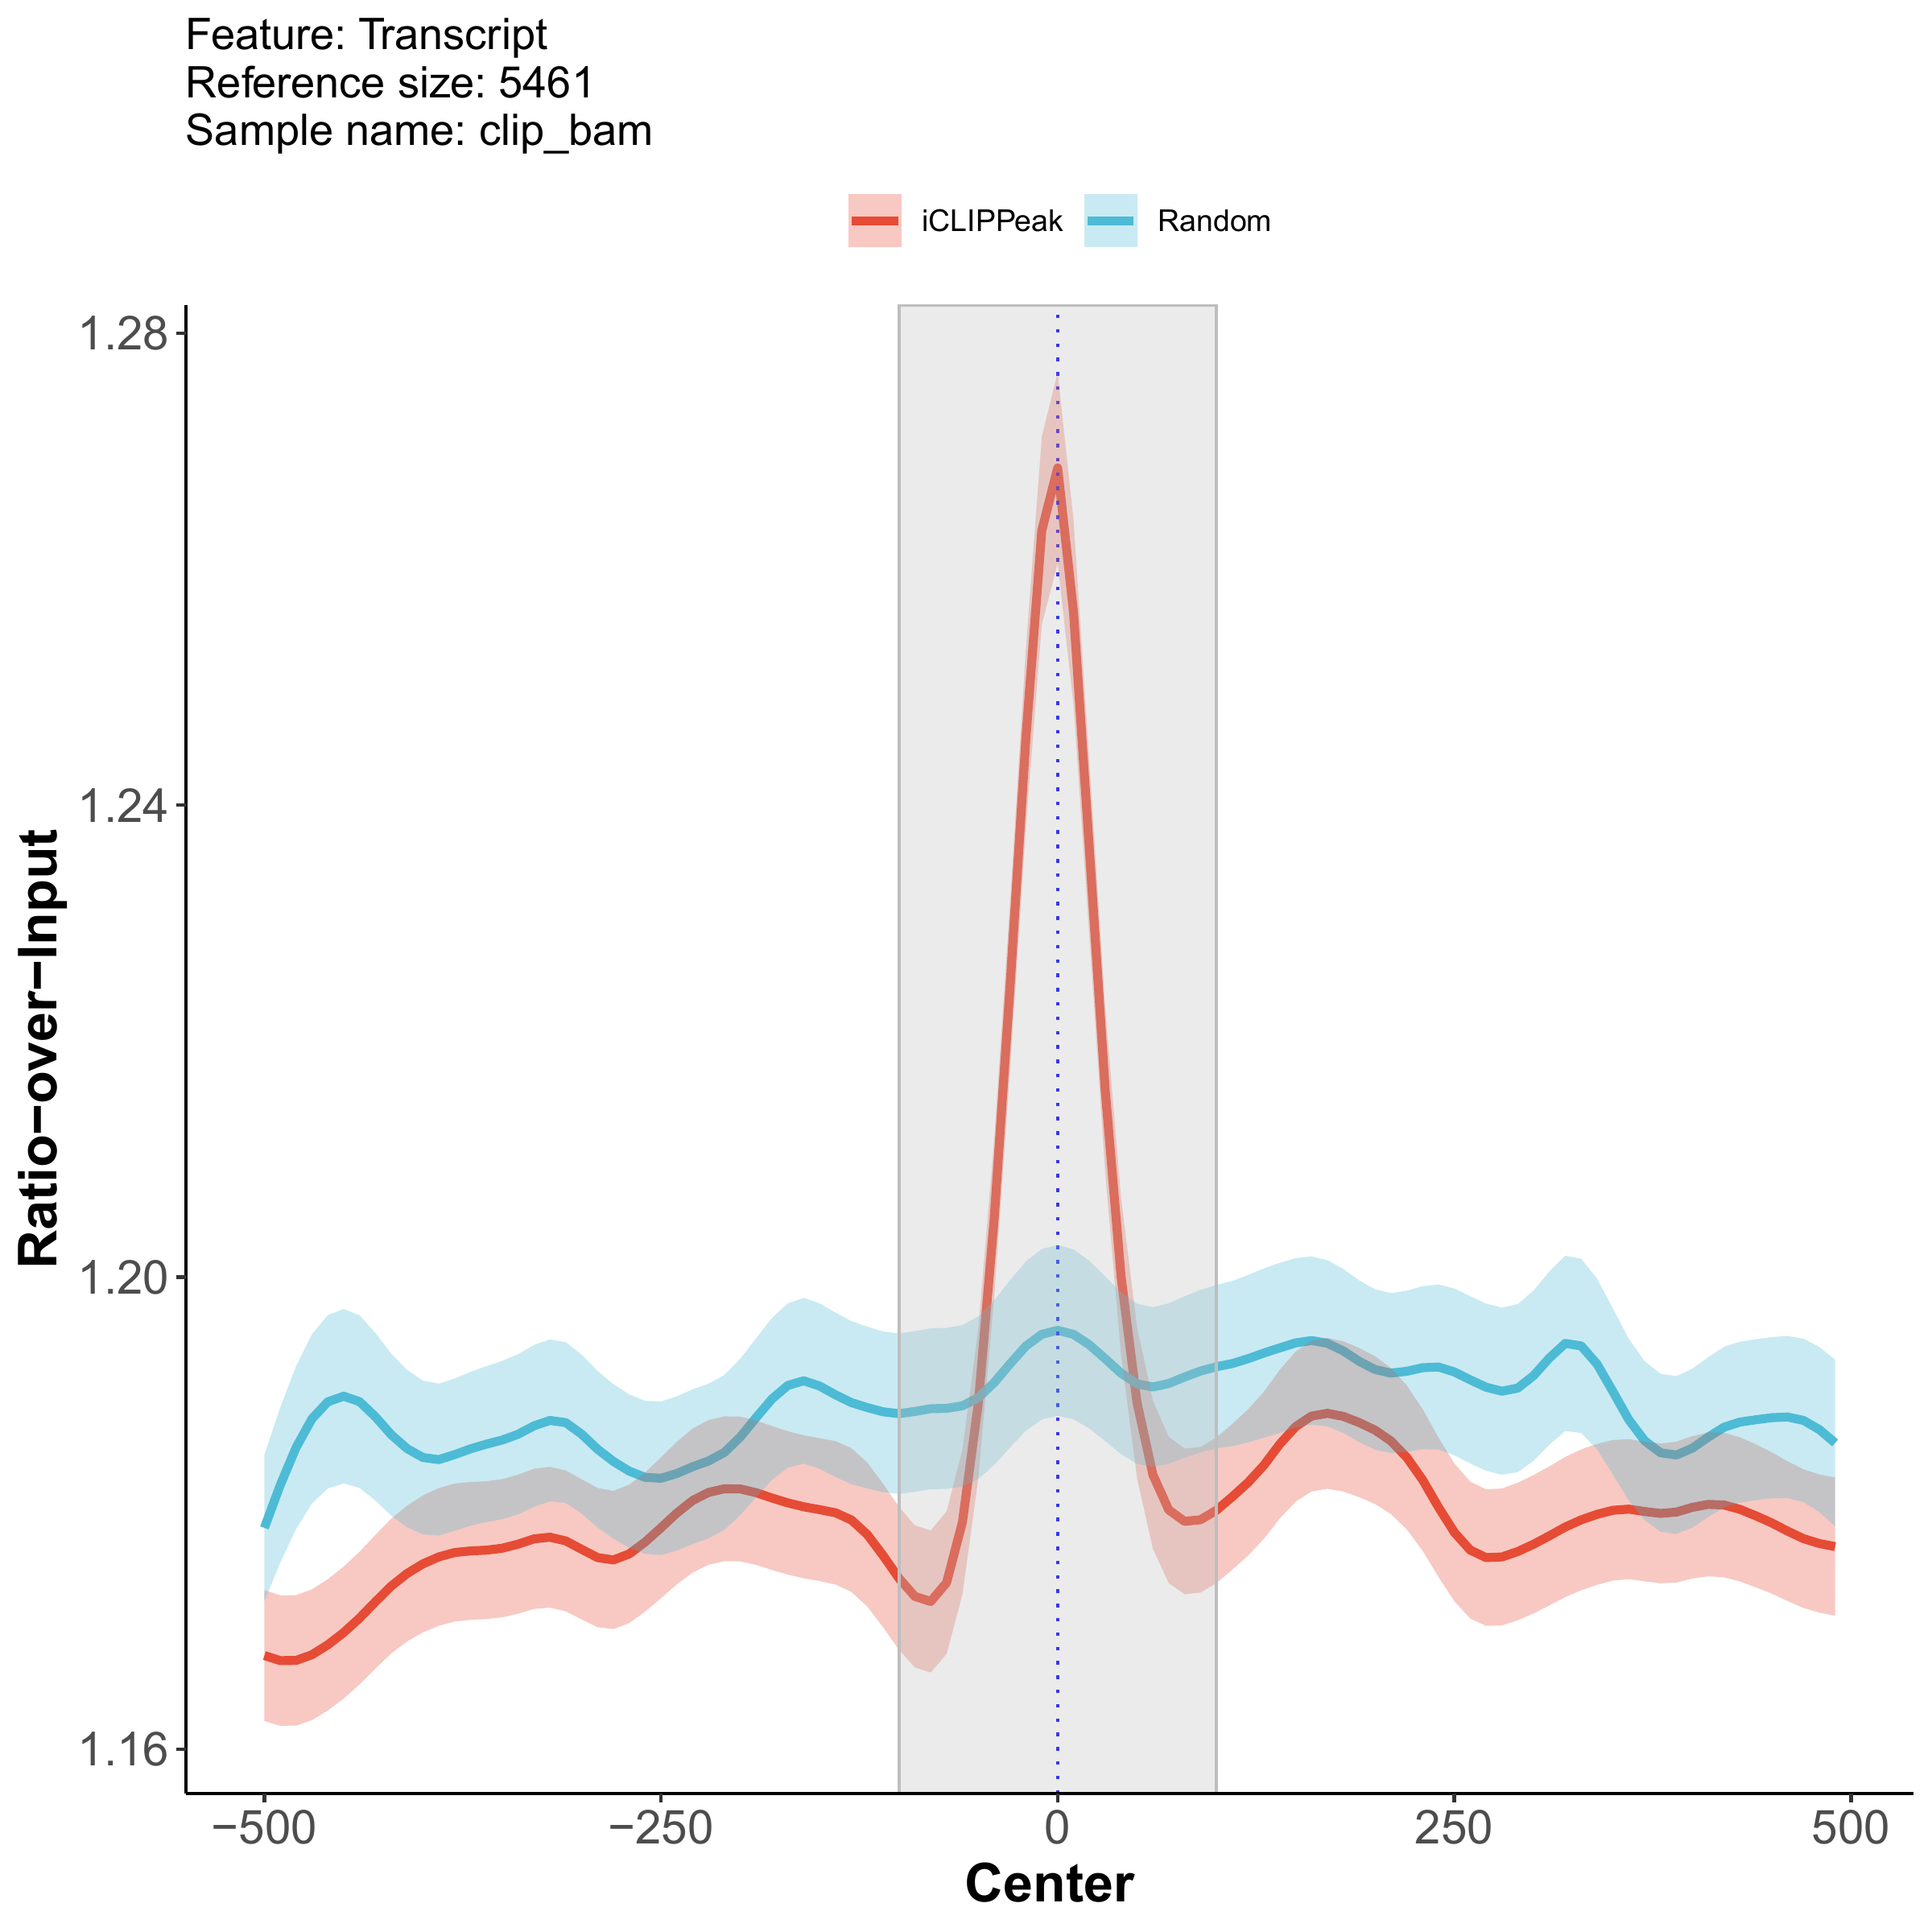 Feature: Transcript
Reference size: 5461
Sample name: clip_bam
iCLIPPeak Random
1.28
1.24
1.20
1.16
Ratio−over−Input
−500 −250 0 250 500
Center